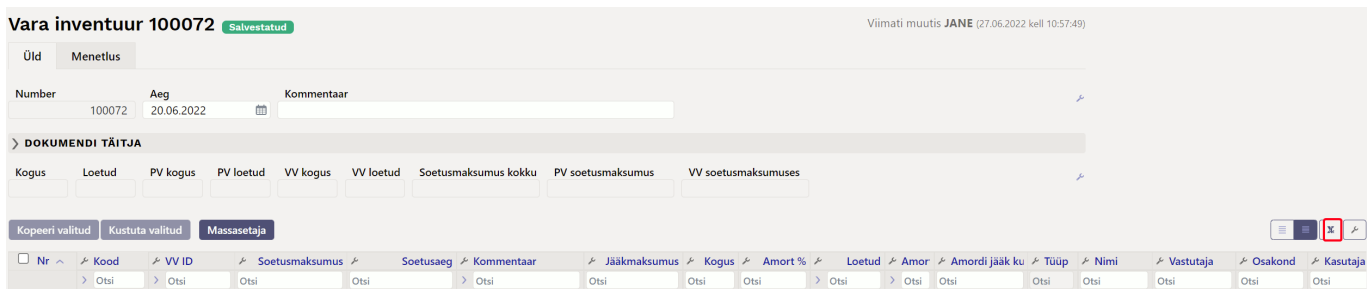 Vara inventuur 100072 Salvestatud Viimati muutis JANE (27.06.2022 kell 10:57:49)
Üld Menetlus
Number Aeg Kommentaar
100072 20.06.2022
DOKUMENDI TÄITJA
Kogus Loetud PV kogus PV loetud VV kogus VV loetud Soetusmaksumus kokku PV soetusmaksumus VV soetusmaksumuses
Kopeeri valitud Kustuta valitud Massasetaja
Nr Kood VV ID Soetusmaksumus Soetusaeg Kommentaar Jääkmaksumus Kogus Amort % Loetud Amor Amordi jääk ku Tüüp Nimi Vastutaja Osakond Kasutaja
Otsi Otsi Otsi Otsi Otsi Otsi Otsi Otsi Otsi Otsi Otsi Otsi Otsi Otsi Otsi Otsi